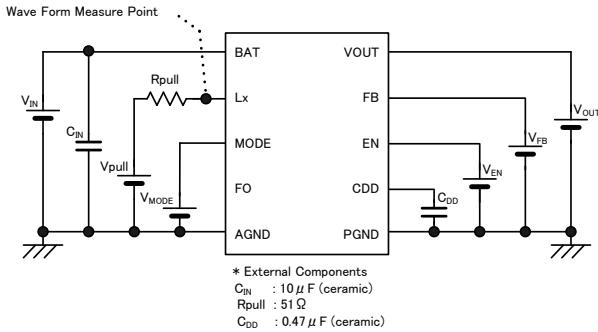 Wave Form Measure Point
BAT
VOUT
Rpull
Lx
FB
VIN
VOUT
CIN
MODE
EN
VFB
Vpull
VEN
FO
CDD
CDD
VMODE
AGND
PGND
* External Components
CIN : 10 μ F (ceramic)
Rpull : 51 Ω
CDD : 0.47 μ F (ceramic)